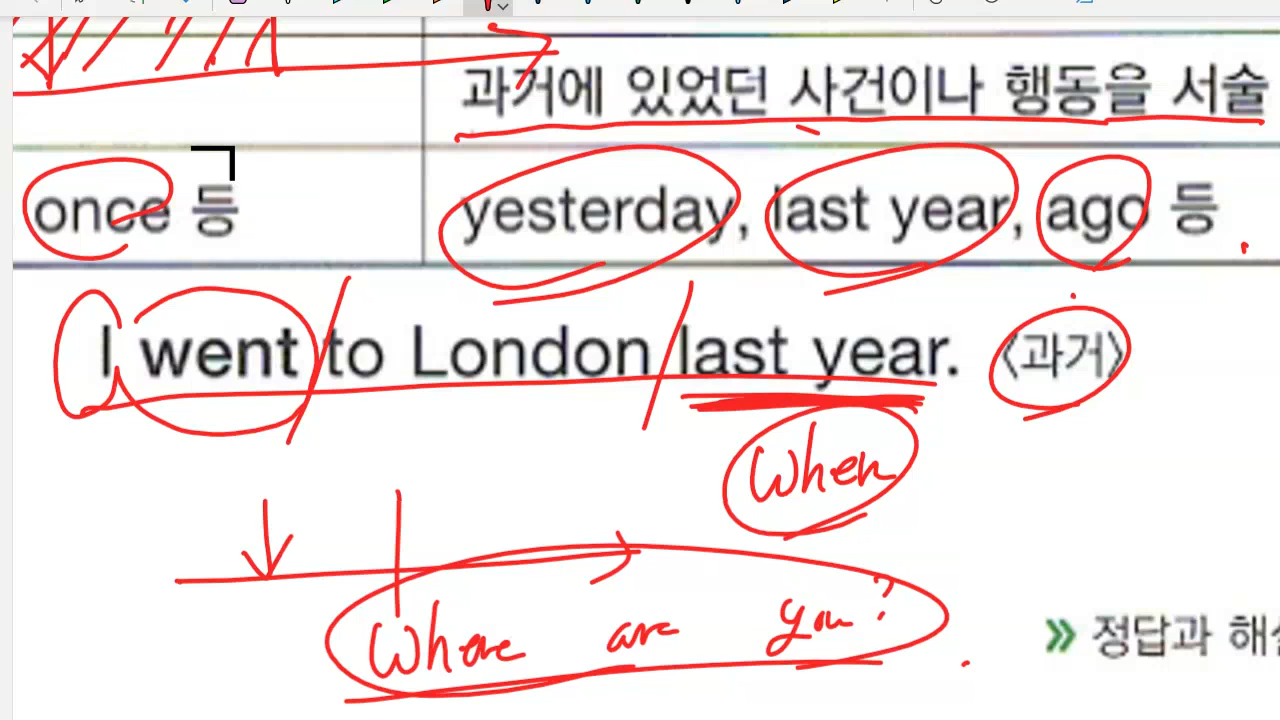 과거에 있었던 사건이나 행동을 서술
once 등
yesterday, last year, ago 등
I went to London last year. 〈과거〉
When
Where are you?
» 정답과 해설